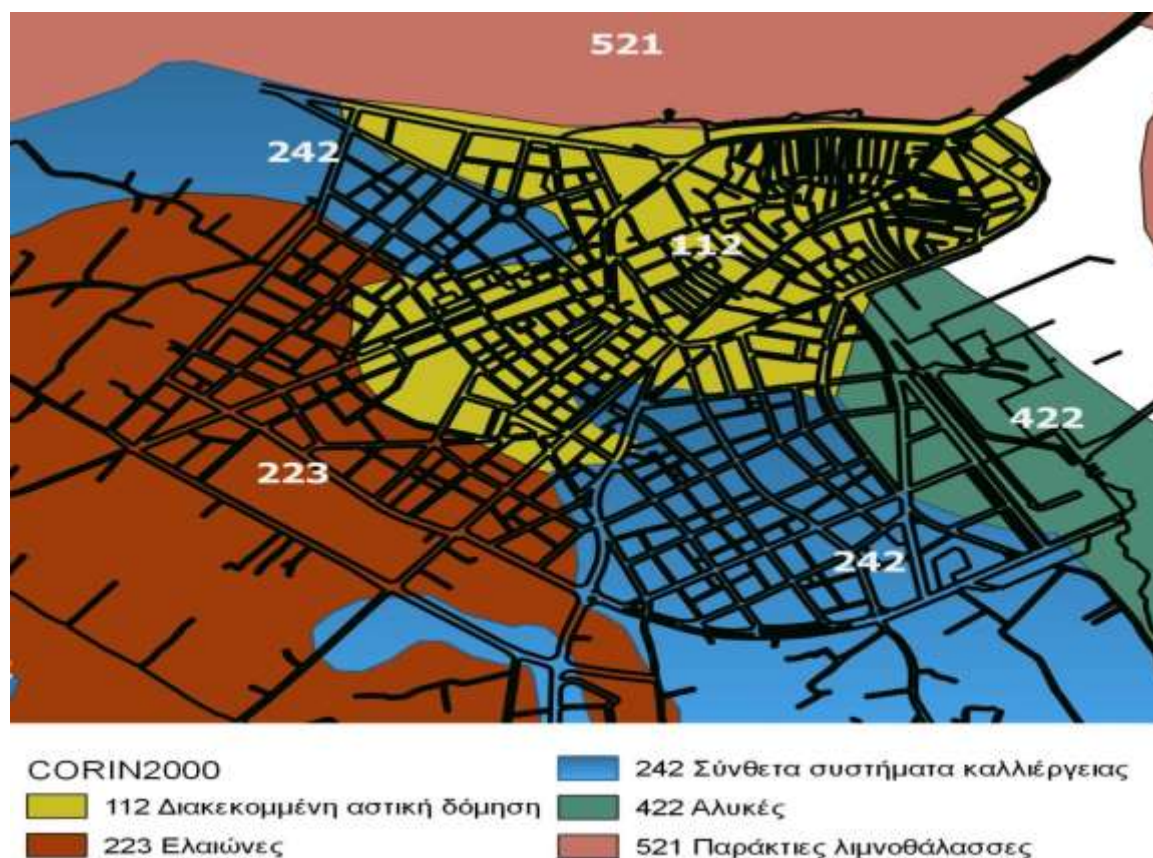 521
242
112
422
223
242
CORIN2000
112 Διακεκομμένη αστική δόμηση
223 Ελαιώνες
242 Σύνθετα συστήματα καλλιέργειας
422 Αλυκές
521 Παράκτιες λιμνοθάλασσες